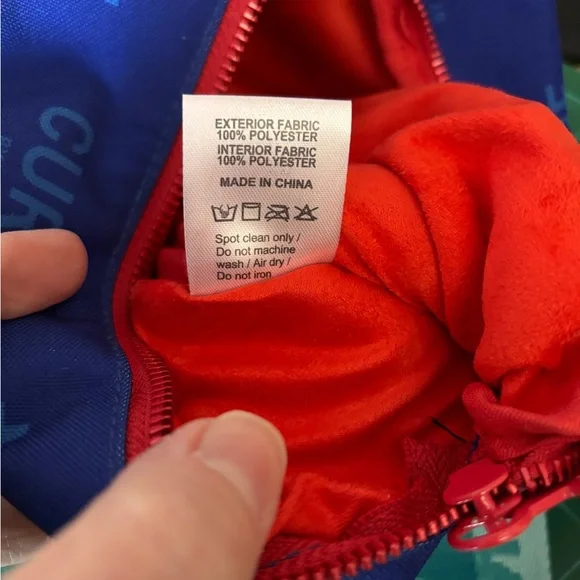 EXTERIOR FABRIC
100% POLYESTER
INTERIOR FABRIC
100% POLYESTER
MADE IN CHINA
Spot clean only /
Do not machine
wash / Air dry /
Do not iron